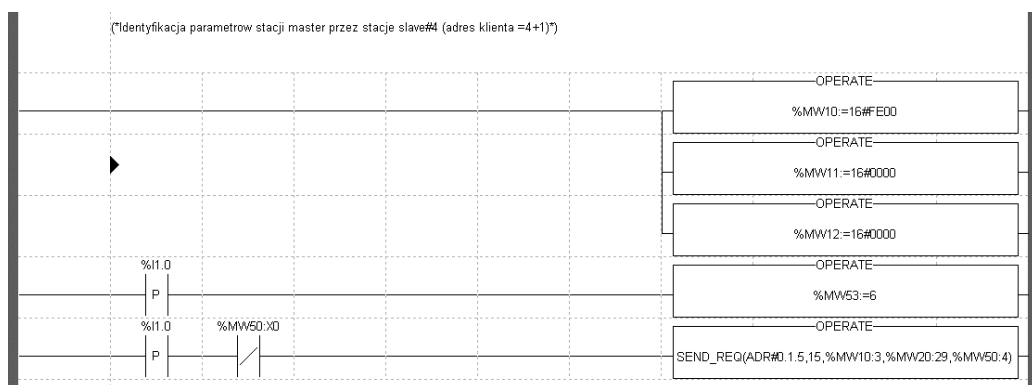 (*Identyfikacja parametrow stacji master przez stacje slave#4 (adres klienta =4+1)*)
OPERATE
%MW10:=16#FE00
OPERATE
%MW11:=16#0000
OPERATE
%MW12:=16#0000
%I1.0
P
OPERATE
%MW53:=6
%I1.0
P
%MW50:X0
OPERATE
SEND_REQ(ADR#0.1.5,15,%MW10:3,%MW20:29,%MW50:4)